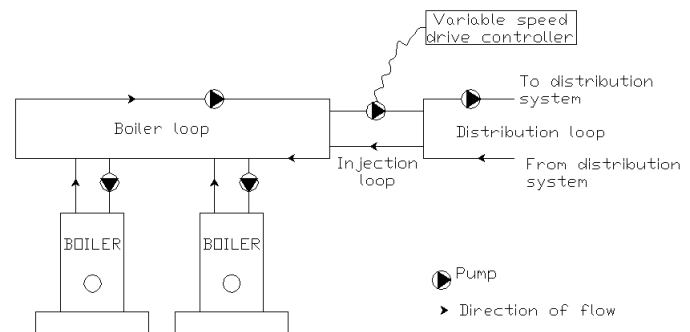 Variable speed
drive controller
To distribution
system
Boiler loop
Distribution loop
Injection
loop
From distribution
system
BOILER
BOILER
Pump
Direction of flow